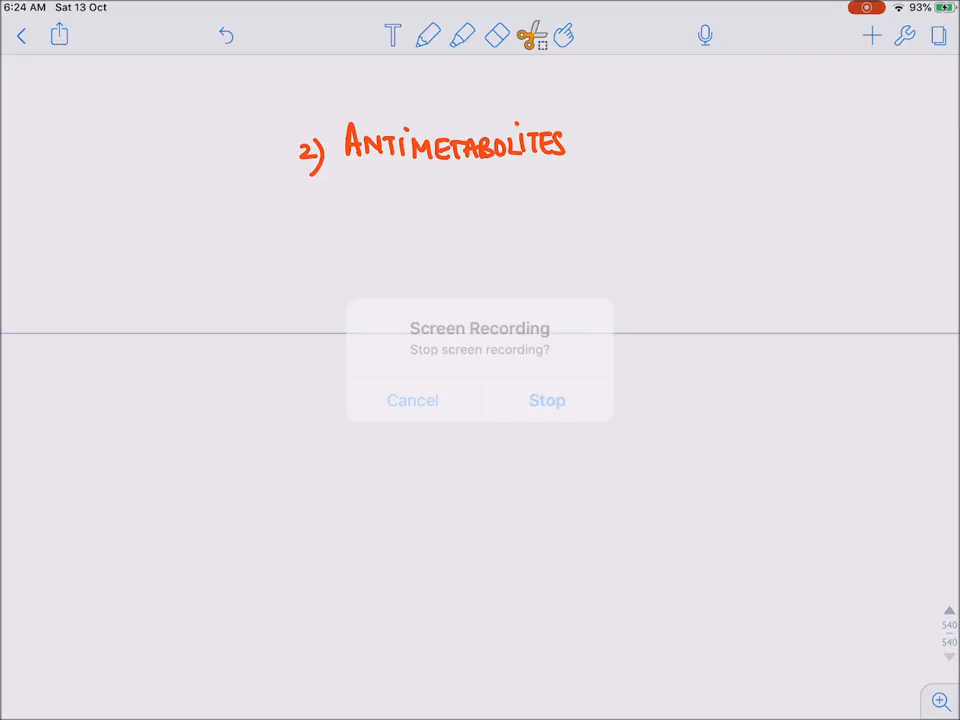 6:24 AM Sat 13 Oct 93%
T
2) ANTIMETABOLITES
Screen Recording
Stop screen recording?
Cancel Stop
540
540